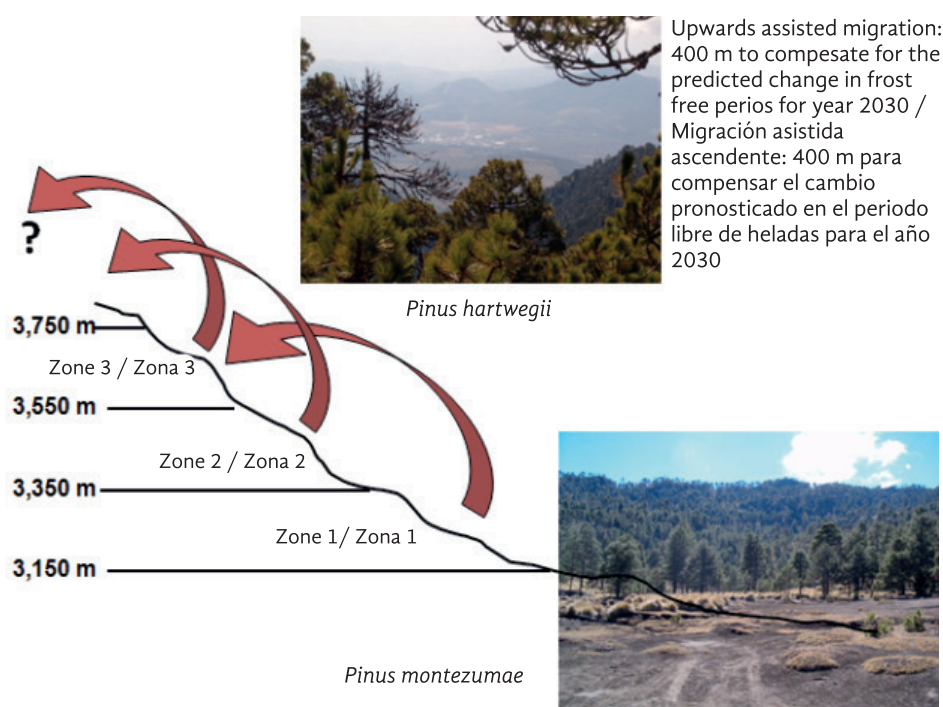 Upwards assisted migration:
400 m to compesate for the
predicted change in frost
free perios for year 2030 /
Migración asistida
ascendente: 400 m para
compensar el cambio
pronosticado en el periodo
libre de heladas para el año
2030
Pinus hartwegii
?
3,750 m
Zone 3 / Zona 3
3,550 m
Zone 2 / Zona 2
3,350 m
Zone 1/ Zona 1
3,150 m
Pinus montezumae